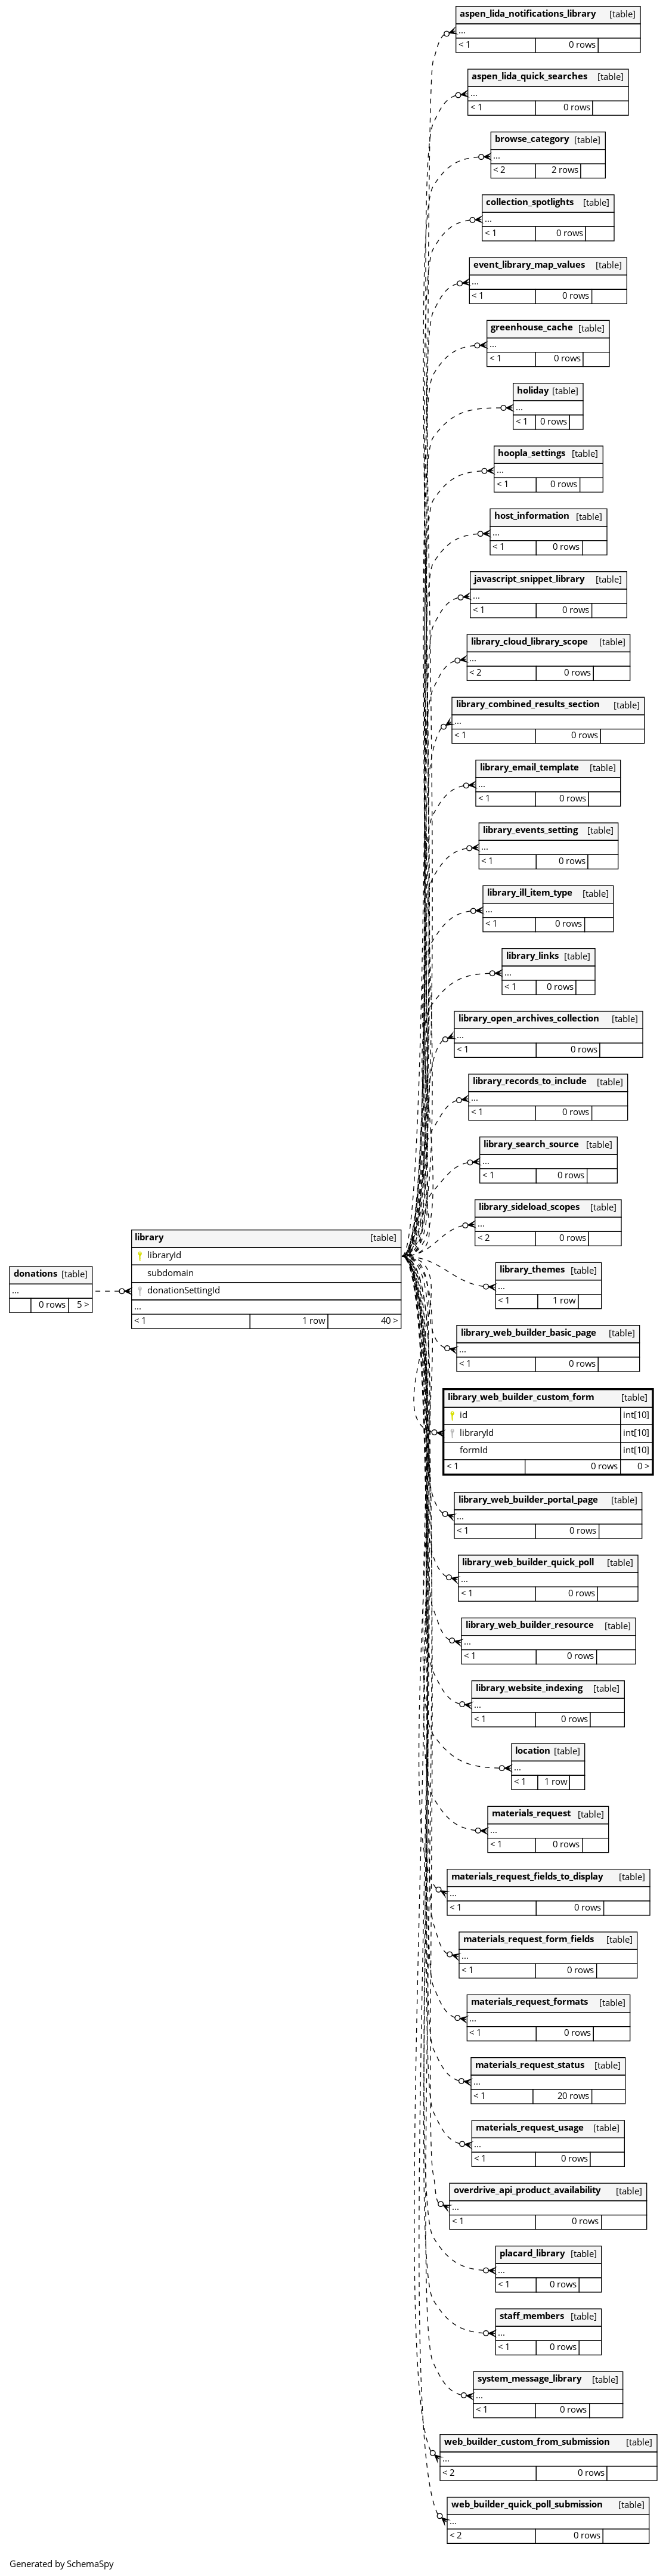 aspen_lida_notifications_library [table]
...
< 1 0 rows
aspen_lida_quick_searches [table]
...
< 1 0 rows
browse_category [table]
...
< 2 2 rows
collection_spotlights [table]
...
< 1 0 rows
event_library_map_values [table]
...
< 1 0 rows
greenhouse_cache [table]
...
< 1 0 rows
holiday [table]
...
< 1 0 rows
hoopla_settings [table]
...
< 1 0 rows
host_information [table]
...
< 1 0 rows
javascript_snippet_library [table]
...
< 1 0 rows
library_cloud_library_scope [table]
...
< 2 0 rows
library_combined_results_section [table]
...
< 1 0 rows
library_email_template [table]
...
< 1 0 rows
library_events_setting [table]
...
< 1 0 rows
library_ill_item_type [table]
...
< 1 0 rows
library_links [table]
...
< 1 0 rows
library_open_archives_collection [table]
...
< 1 0 rows
library_records_to_include [table]
...
< 1 0 rows
library_search_source [table]
...
< 1 0 rows
library_sideload_scopes [table]
...
< 2 0 rows
library [table]
libraryId
subdomain
donationSettingId
...
< 1 1 row 40 >
donations [table]
...
0 rows 5 >
library_themes [table]
...
< 1 1 row
library_web_builder_basic_page [table]
...
< 1 0 rows
library_web_builder_custom_form [table]
id int[10]
libraryId int[10]
formId int[10]
< 1 0 rows 0 >
library_web_builder_portal_page [table]
...
< 1 0 rows
library_web_builder_quick_poll [table]
...
< 1 0 rows
library_web_builder_resource [table]
...
< 1 0 rows
library_website_indexing [table]
...
< 1 0 rows
location [table]
...
< 1 1 row
materials_request [table]
...
< 1 0 rows
materials_request_fields_to_display [table]
...
< 1 0 rows
materials_request_form_fields [table]
...
< 1 0 rows
materials_request_formats [table]
...
< 1 0 rows
materials_request_status [table]
...
< 1 20 rows
materials_request_usage [table]
...
< 1 0 rows
overdrive_api_product_availability [table]
...
< 1 0 rows
placard_library [table]
...
< 1 0 rows
staff_members [table]
...
< 1 0 rows
system_message_library [table]
...
< 1 0 rows
web_builder_custom_from_submission [table]
...
< 2 0 rows
web_builder_quick_poll_submission [table]
...
< 2 0 rows
Generated by SchemaSpy